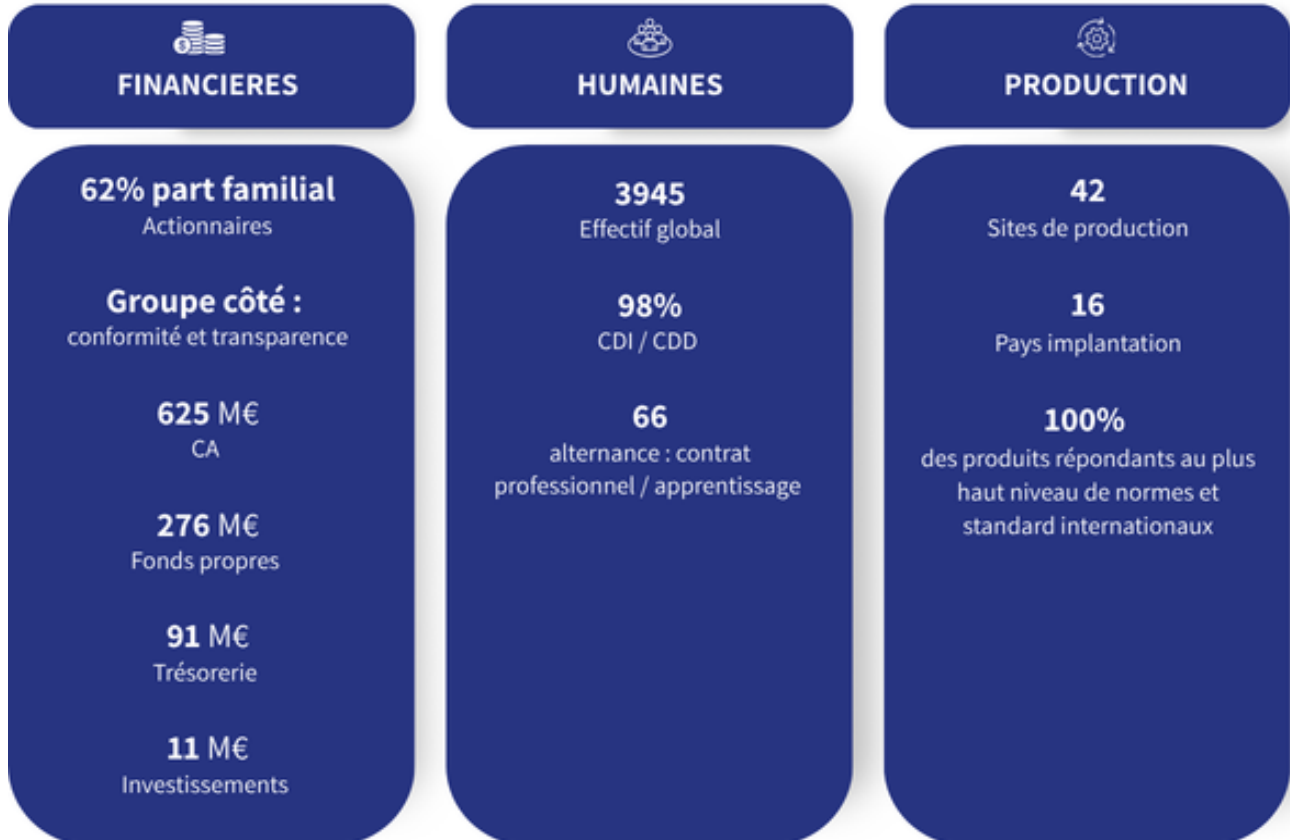 FINANCIERES
62% part familial
Actionnaires
Groupe côté :
conformité et transparence
625 M€
CA
276 M€
Fonds propres
91 M€
Trésorerie
11 M€
Investissements
HUMAINES
3945
Effectif global
98%
CDI / CDD
66
alternance : contrat
professionnel / apprentissage
PRODUCTION
42
Sites de production
16
Pays implantation
100%
des produits répondants au plus
haut niveau de normes et
standard internationaux